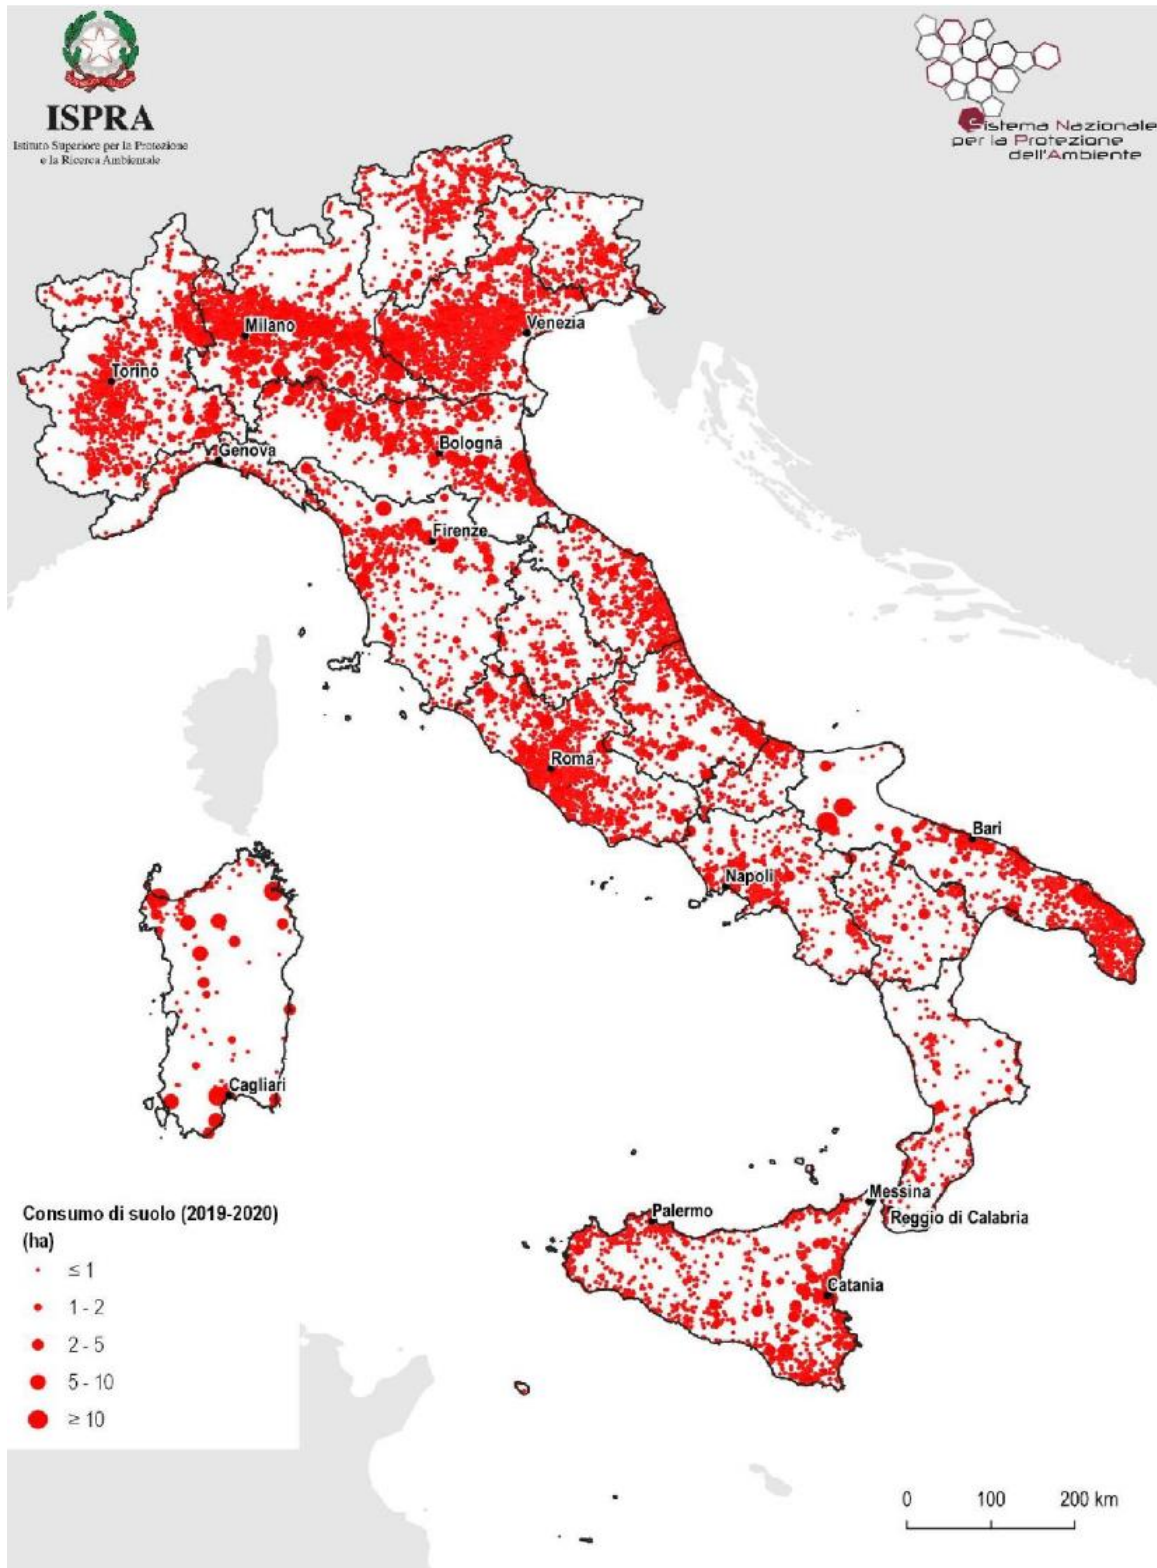 ISPRA
Istituto Superiore per la Protezione
e la Ricerca Ambientale
Sistema Nazionale
per la Protezione
dell'Ambiente
Milano
Venezia
Torino
Bologna
Genova
Firenze
Roma
Bari
Napoli
Cagliari
Messina
Palermo
Reggio di Calabria
Catania
Consumo di suolo (2019-2020)
(ha)
≤ 1
1 - 2
2 - 5
5 - 10
≥ 10
0 100 200 km